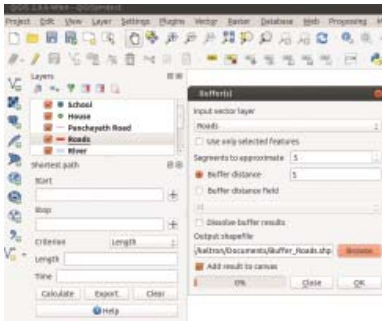 Project Edit View Layer Settings Plugins Vector Raster Database Web Processing
Layers
School
House
Panchayath Road
Roads
River
Shortest path
Start
Stop
Criterion Length
Length
Time
Calculate Export Clear
Help
Buffer(s)
Input vector layer
Roads
Use only selected features
Segments to approximate 5
Buffer distance 5
Buffer distance field
Dissolve buffer results
Output shapefile
/keltron/Documents/Buffer_Roads.shp Browse
Add result to canvas
0% Close OK